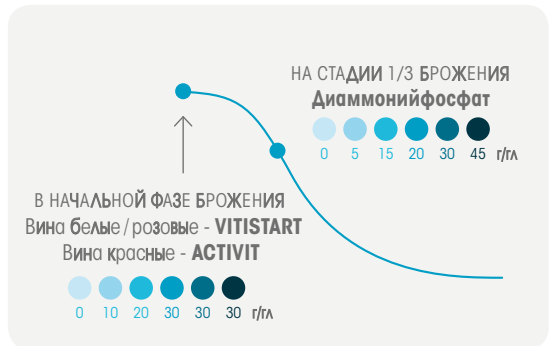 НА СТАДИИ 1/3 БРОЖЕНИЯ
Диаммонийфосфат
0 5 15 20 30 45 г/гл
В НАЧАЛЬНОЙ ФАЗЕ БРОЖЕНИЯ
Вина белые / розовые - VITISTART
Вина красные - ACTIVIT
0 10 20 30 30 30 г/гл